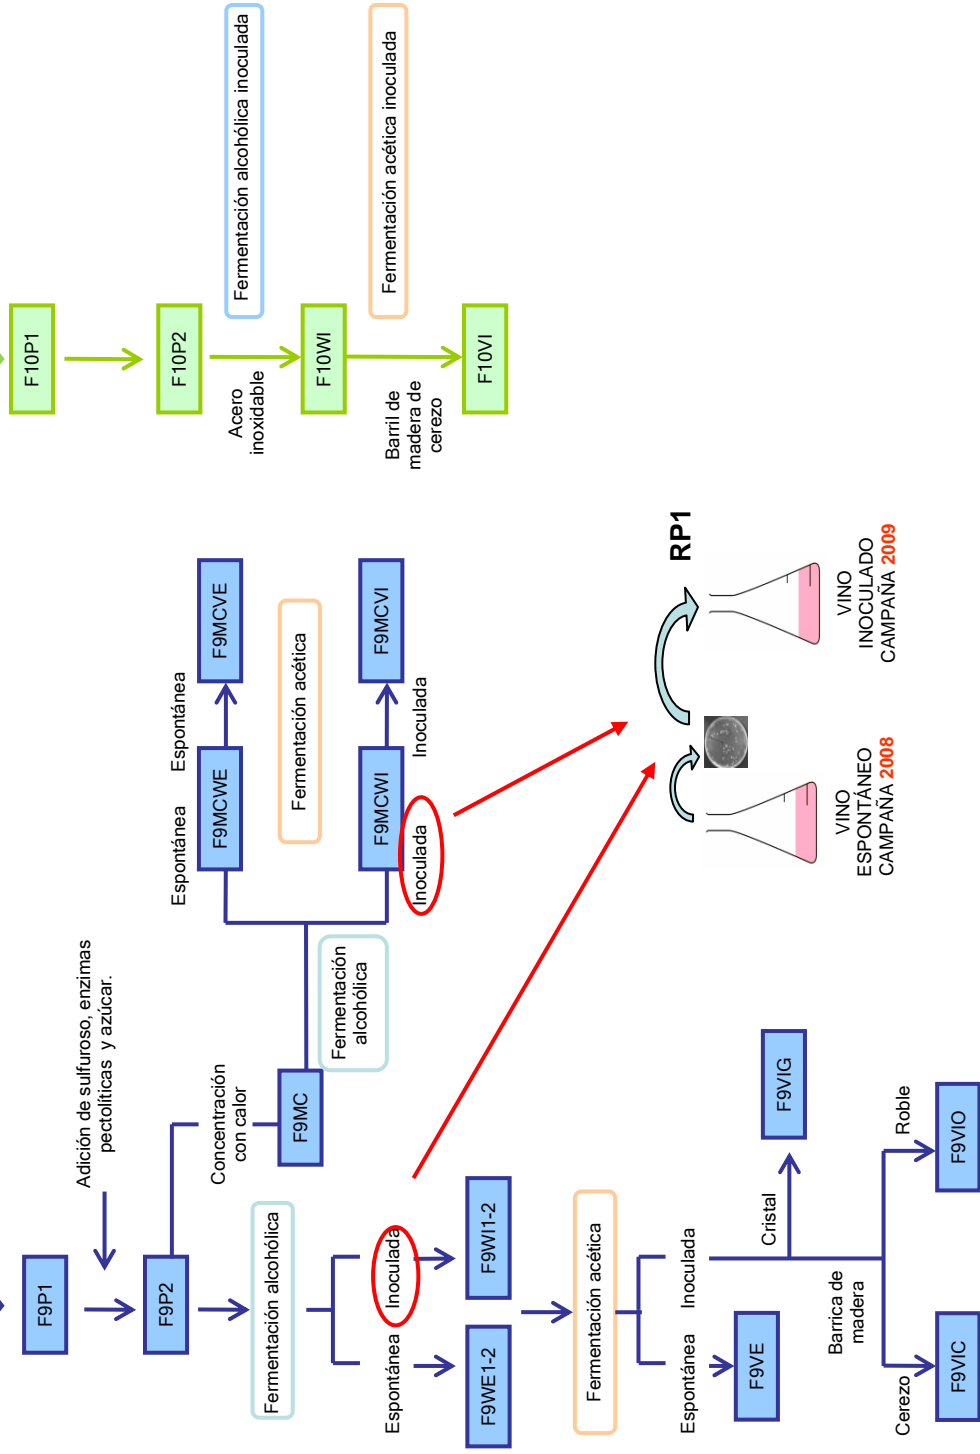 F9P1
Adición de sulfuroso, enzimas
pectolíticas y azúcar.
F9P2
Concentración
con calor
F9MC
Fermentación alcohólica
Espontánea
Inoculada
F9WE1-2
F9WI1-2
Fermentación acética
Espontánea
Inoculada
F9VE
Cristal
F9VIG
Barrica de
madera
Cerezo
Roble
F9VIC
F9VIO
Fermentación
alcohólica
Espontánea
F9MCWE
Espontánea
F9MCVE
Fermentación acética
F9MCWI
Inoculada
Inoculada
F9MCVI
RP1
VINO
ESPONTÁNEO
CAMPAÑA 2008
VINO
INOCULADO
CAMPAÑA 2009
F10P1
F10P2
Acero
inoxidable
Fermentación alcohólica inoculada
F10WI
Barril de
madera de
cerezo
Fermentación acética inoculada
F10VI